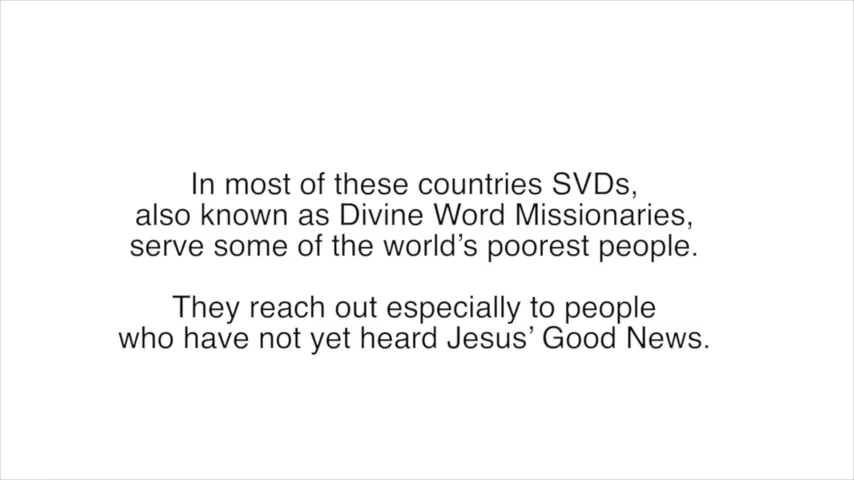 In most of these countries SVDs,
also known as Divine Word Missionaries,
serve some of the world’s poorest people.
They reach out especially to people
who have not yet heard Jesus’ Good News.